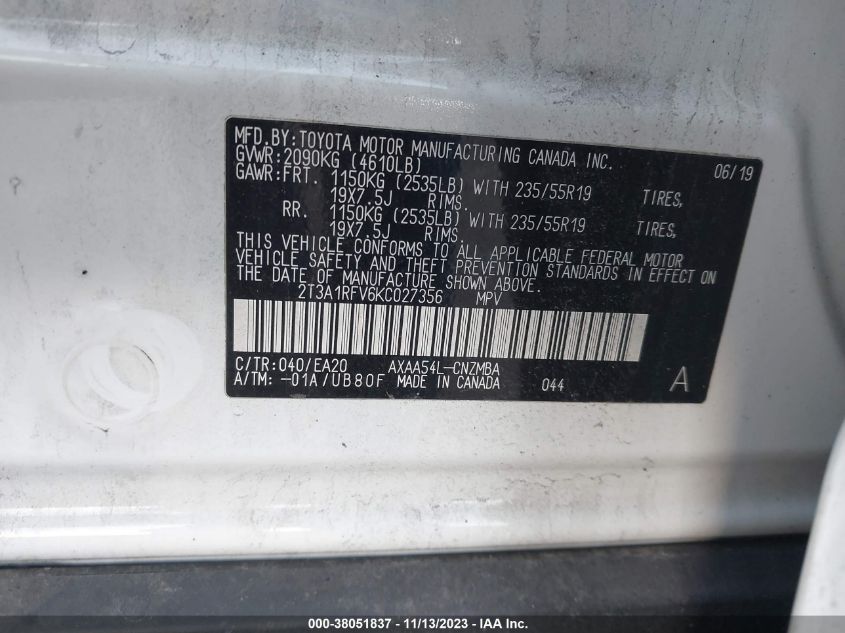 MFD.BY:TOYOTA MOTOR MANUFACTURING CANADA INC. 06/19
GVWR:2090KG (4610LB)
GAWR:FRT. 1150KG (2535LB) WITH 235/55R19 TIRES,
19X7.5J RIMS.
RR. 1150KG (2535LB) WITH 235/55R19 TIRES,
19X7.5J RIMS.
THIS VEHICLE CONFORMS TO ALL APPLICABLE FEDERAL MOTOR
VEHICLE SAFETY AND THEFT PREVENTION STANDARDS IN EFFECT ON
THE DATE OF MANUFACTURE SHOWN ABOVE.
2T3A1RFV6KC027356 MPV
C/TR:040/EA20 AXAA54L-CNZMBA
A/TM:-01A/UB80F MADE IN CANADA 044 A
000-38051837 - 11/13/2023 - IAAI.com